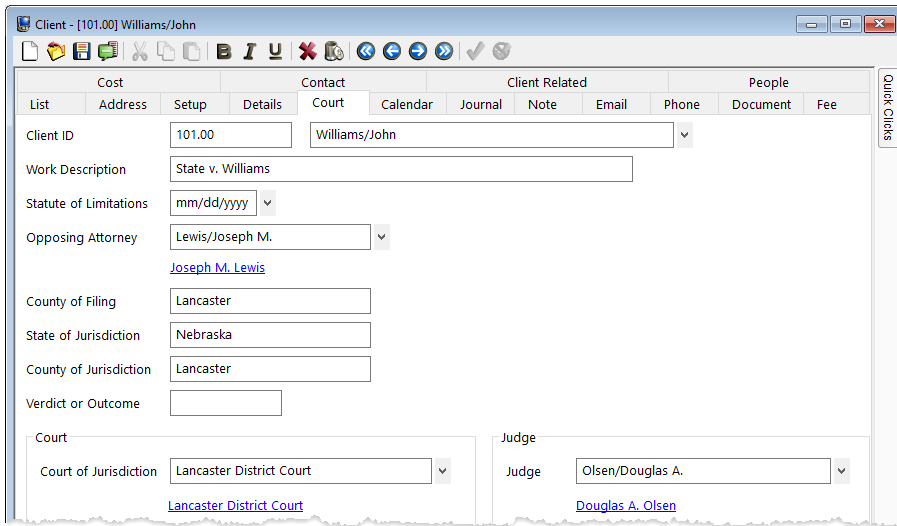 Client - [101.00] Williams/John
B I U
Cost Contact Client Related People
List Address Setup Details Court Calendar Journal Note Email Phone Document Fee
Quick Clicks
Client ID 101.00 Williams/John
Work Description State v. Williams
Statute of Limitations mm/dd/yyyy
Opposing Attorney Lewis/Joseph M.
Joseph M. Lewis
County of Filing Lancaster
State of Jurisdiction Nebraska
County of Jurisdiction Lancaster
Verdict or Outcome
Court Judge
Court of Jurisdiction Lancaster District Court Judge Olsen/Douglas A.
Lancaster District Court Douglas A. Olsen